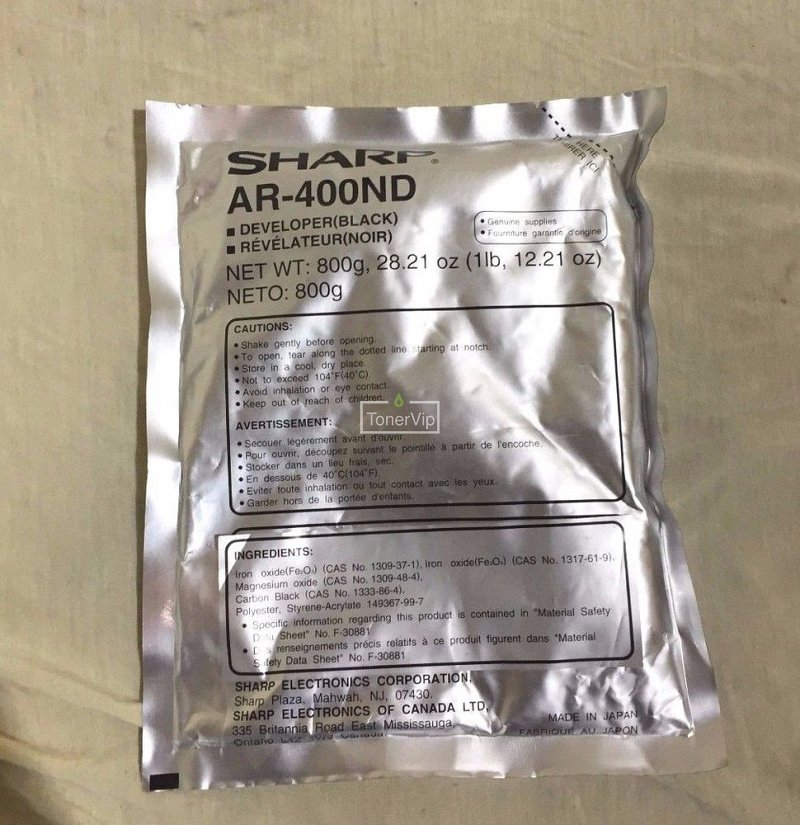 SHARP®
AR-400ND
■ DEVELOPER(BLACK)
■ RÉVÉLATEUR(NOIR)
• Genuine supplies
• Fourniture garantie d'origine
HERE
TIRER ICI
NET WT: 800g, 28.21 oz (1lb, 12.21 oz)
NETO: 800g
CAUTIONS:
• Shake gently before opening.
• To open, tear along the dotted line starting at notch.
• Store in a cool, dry place.
• Not to exceed 104°F(40°C).
• Avoid inhalation or eye contact.
• Keep out of reach of children.
TonerVip
AVERTISSEMENT:
• Secouer legérement avant d'ouvrir.
• Pour ouvrir, découpez suivant le pointillé à partir de l'encoche.
• Stocker dans un lieu frais, sec.
• En dessous de 40°C(104°F).
• Eviter toute inhalation ou tout contact avec les yeux.
• Garder hors de la portée d'enfants.
INGREDIENTS:
Iron oxide(Fe₂O₃) (CAS No. 1309-37-1), Iron oxide(Fe₃O₄) (CAS No. 1317-61-9),
Magnesium oxide (CAS No. 1309-48-4),
Carbon Black (CAS No. 1333-86-4),
Polyester, Styrene-Acrylate 149367-99-7
• Specific information regarding this product is contained in "Material Safety
Data Sheet" No. F-30881
• Des renseignements précis relatifs à ce produit figurent dans "Material
Safety Data Sheet" No. F-30881
SHARP ELECTRONICS CORPORATION,
Sharp Plaza, Mahwah, NJ, 07430.
SHARP ELECTRONICS OF CANADA LTD,
335 Britannia Road East Mississauga,
Ontario Canada
MADE IN JAPAN
FABRIQUÉ AU JAPON